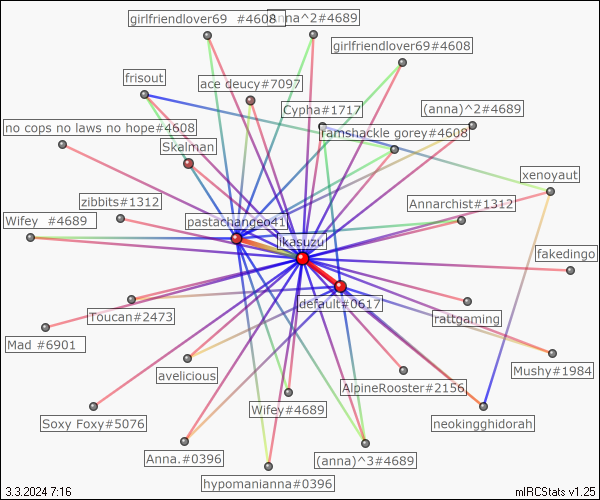 girlfriendlover69 #4608
Anna^2#4689
girlfriendlover69#4608
frisout
ace deucy#7097
Cypha#1717
(anna)^2#4689
no cops no laws no hope#4608
ramshackle gorey#4608
Skalman
xenoyaut
zibbits#1312
Annarchist#1312
Wifey #4689
pastachangeo41
ikasuzu
fakedingo
default#0617
Toucan#2473
rattgaming
Mad #6901
Mushy#1984
avelicious
AlpineRooster#2156
Wifey#4689
Soxy Foxy#5076
neokingghidorah
Anna.#0396
(anna)^3#4689
hypomanianna#0396
3.3.2024 7:16
mIRCStats v1.25